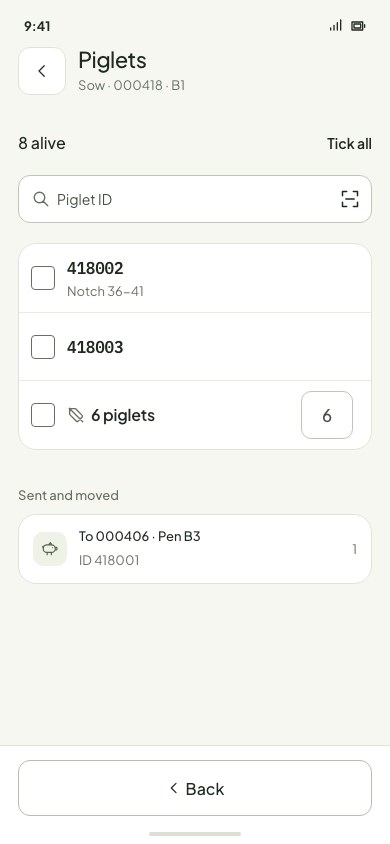 9:41
Piglets
Sow · 000418 · B1
8 alive
Tick all
Piglet ID
418002
Notch 36–41
418003
6 piglets
6
Sent and moved
To 000406 · Pen B3
ID 418001
1
Back